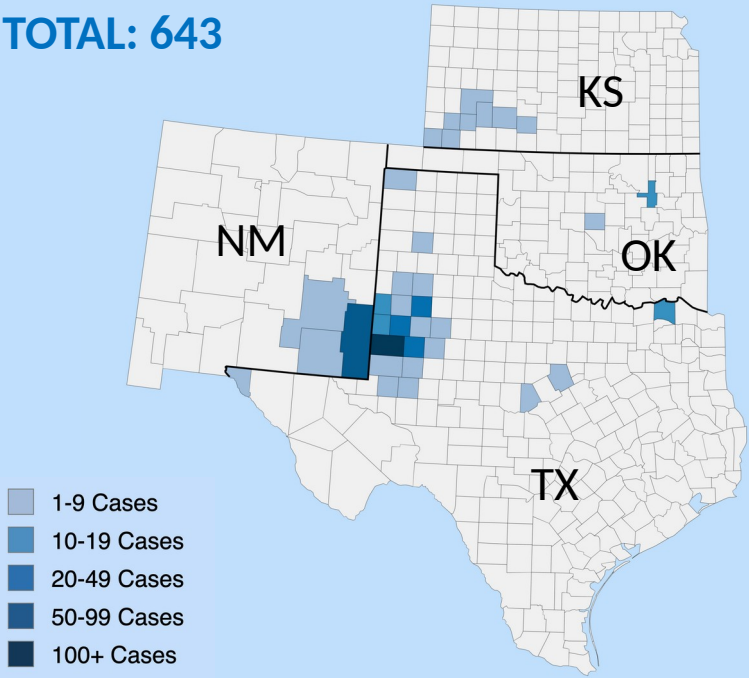 TOTAL: 643
KS
NM
OK
TX
1-9 Cases
10-19 Cases
20-49 Cases
50-99 Cases
100+ Cases